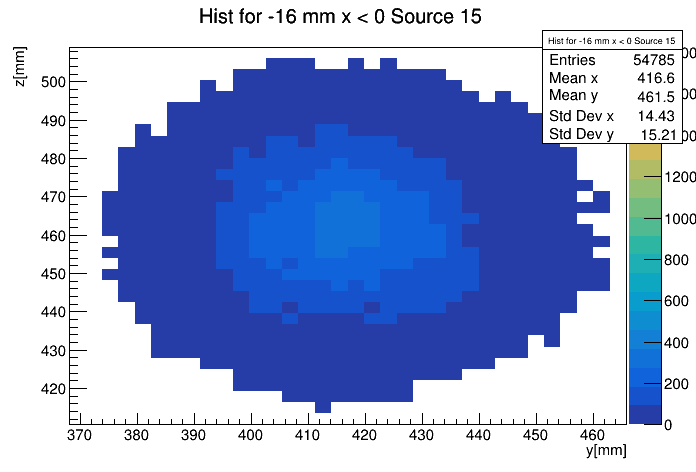 Hist for -16 mm x < 0 Source 15
z[mm]
Hist for -16 mm x < 0 Source 15
Entries 54785
Mean x 416.6
Mean y 461.5
Std Dev x 14.43
Std Dev y 15.21
500
490
480
470
460
450
440
430
420
1200
1000
800
600
400
200
0
370 380 390 400 410 420 430 440 450 460
y[mm]